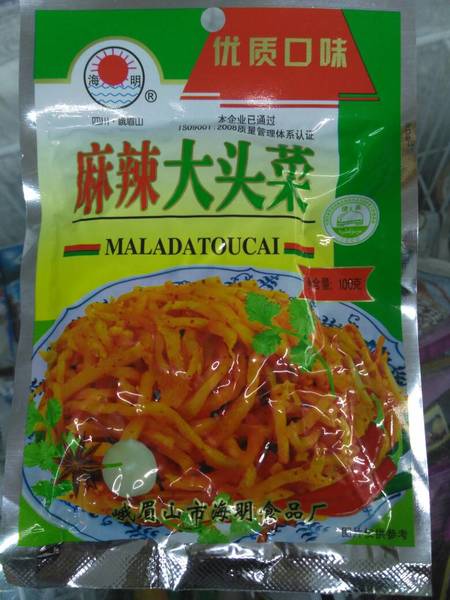 海 明
®
四川·峨眉山
优质口味
本企业已通过
ISO9001:2008质量管理体系认证
麻辣大头菜
MALADATOUCAI
含量: 100克
峨眉山市海明食品厂
图片仅供参考